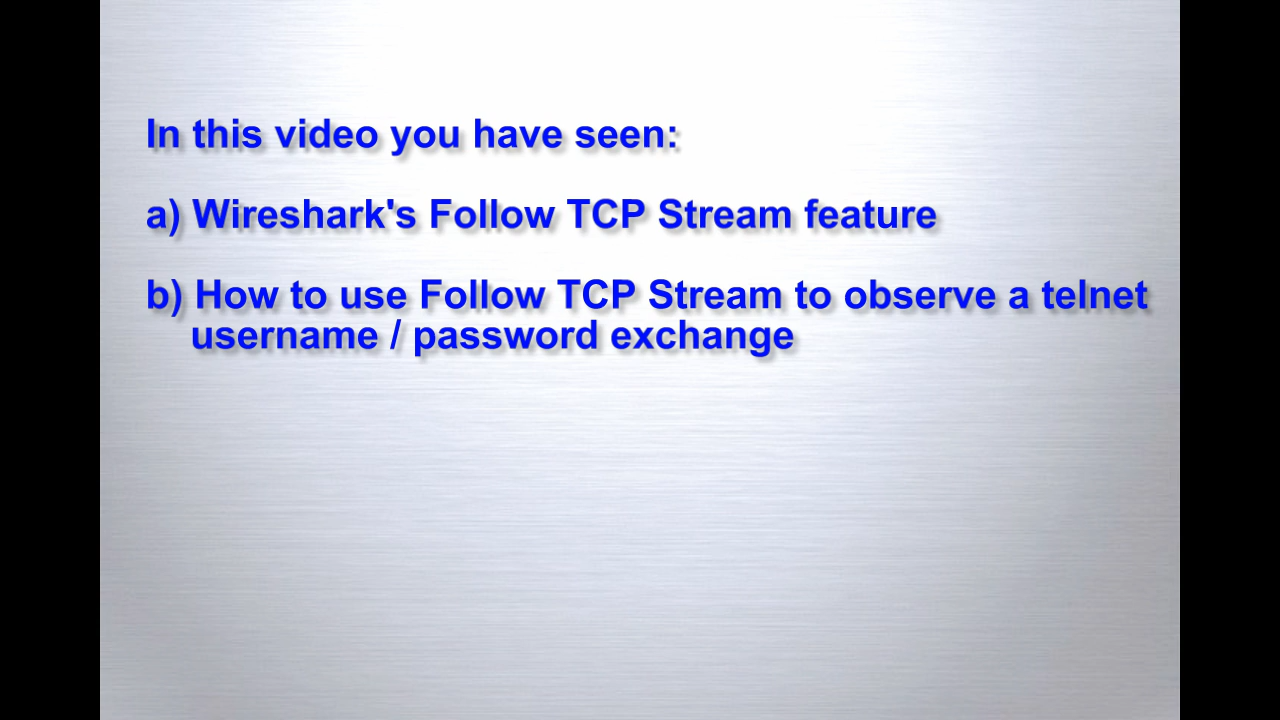 In this video you have seen:
a) Wireshark's Follow TCP Stream feature
b) How to use Follow TCP Stream to observe a telnet
username / password exchange